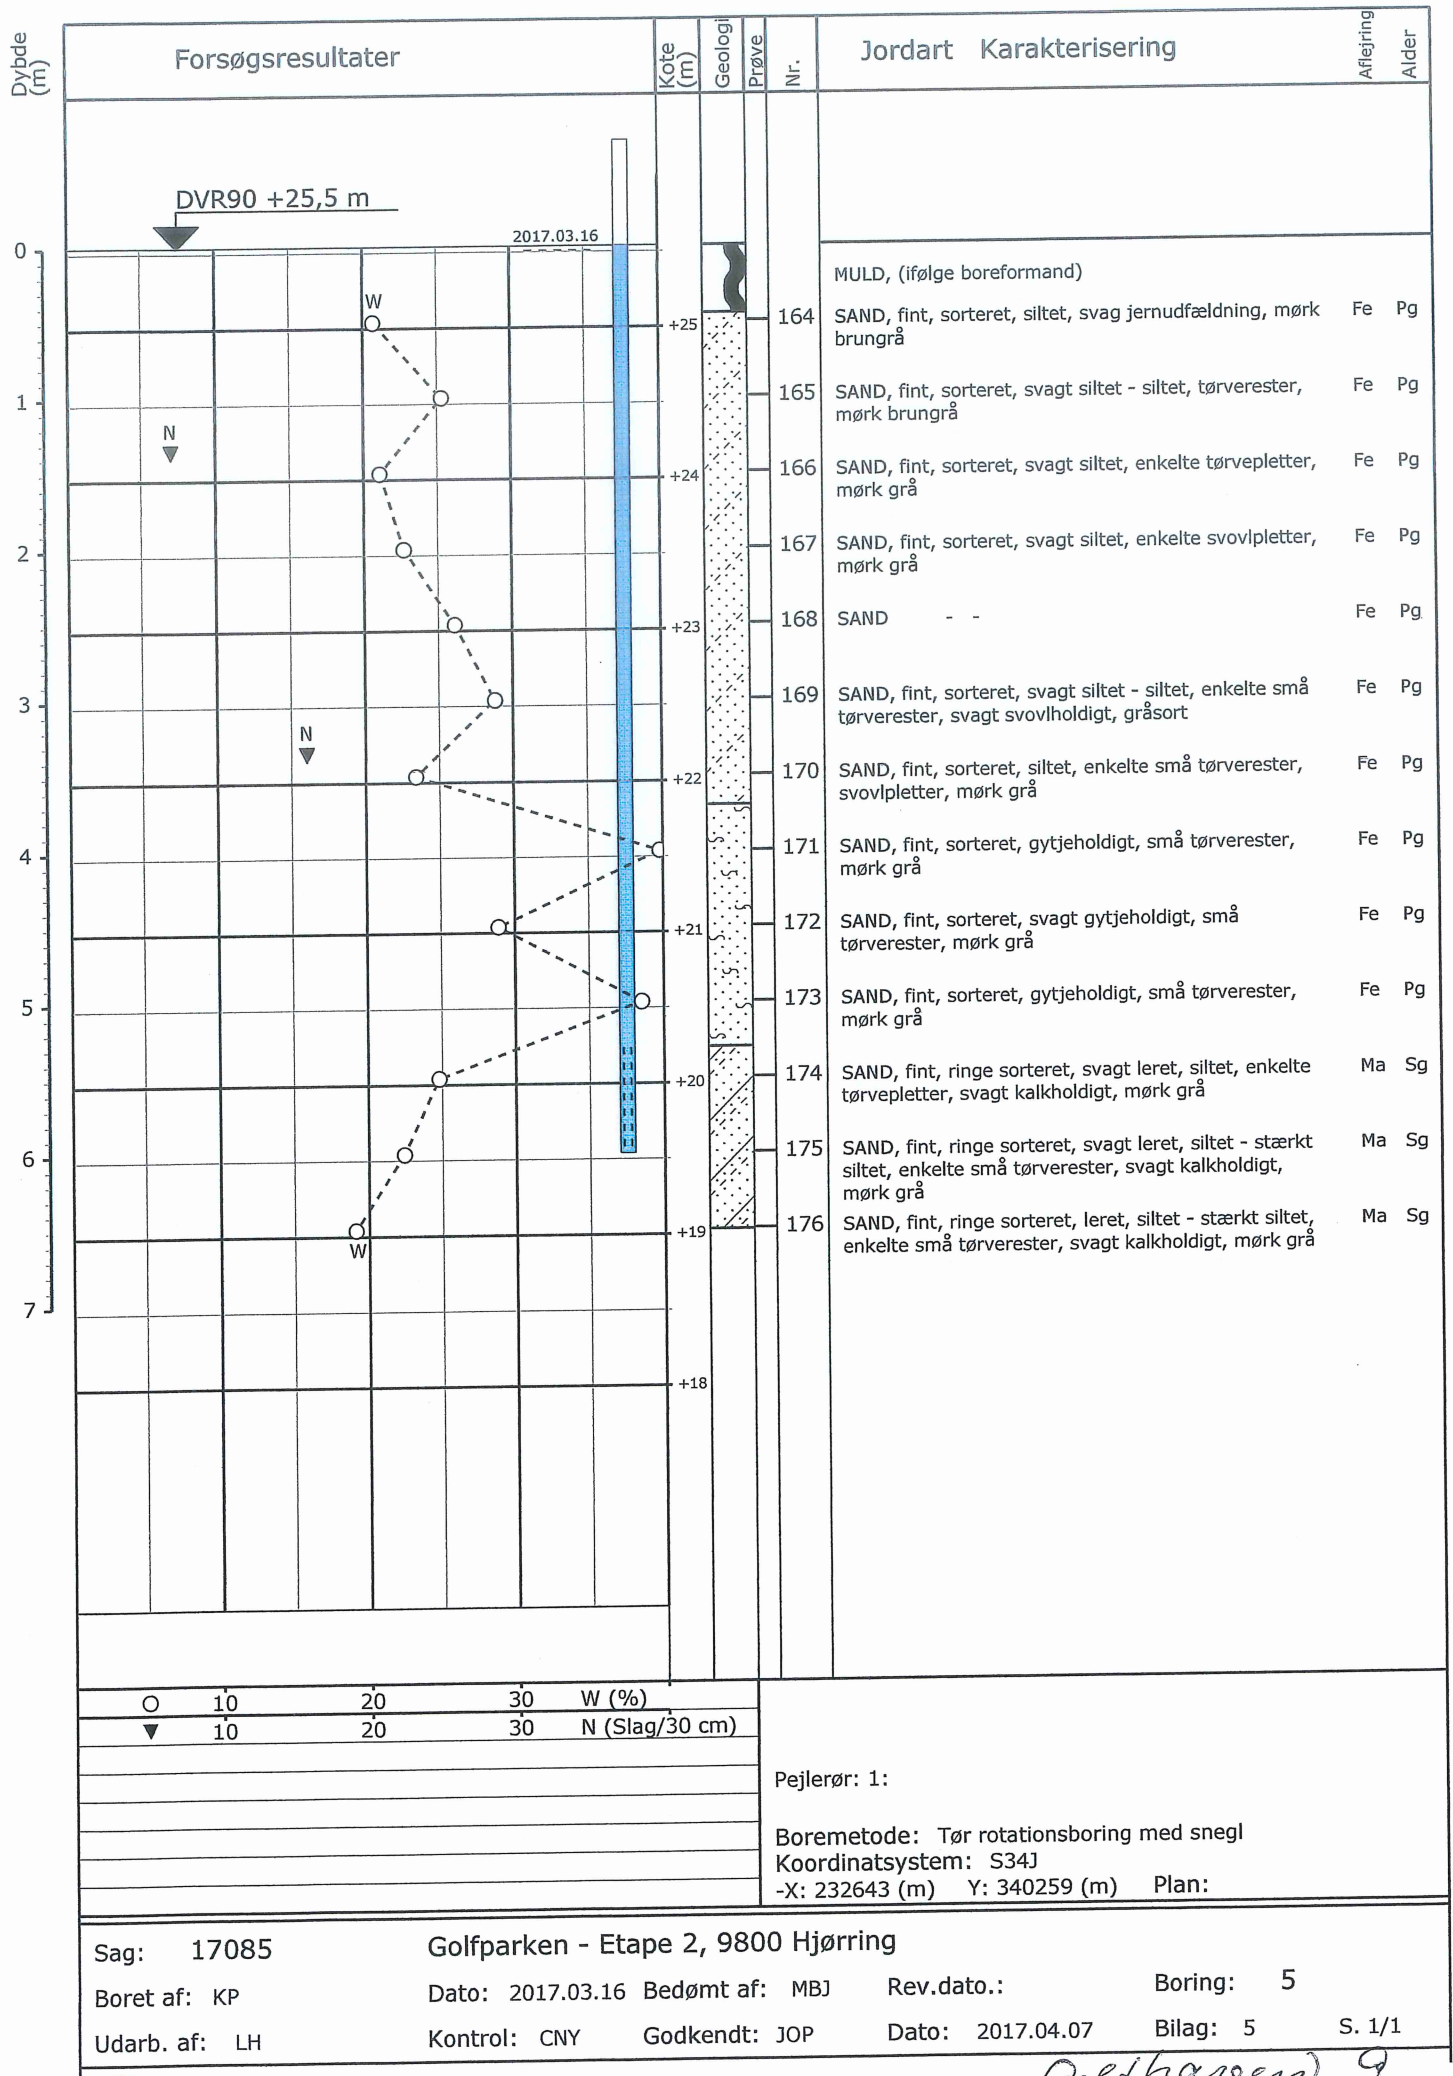 Dybde (m)
Forsøgsresultater
Kote (m)
Geologi
Prøve
Nr.
Jordart Karakterisering
Aflejring
Alder
DVR90 +25,5 m
2017.03.16
0
MULD, (ifølge boreformand)
W
+25
164 SAND, fint, sorteret, siltet, svag jernudfældning, mørk Fe Pg
brungrå
1
165 SAND, fint, sorteret, svagt siltet - siltet, tørverester, Fe Pg
mørk brungrå
N
+24
166 SAND, fint, sorteret, svagt siltet, enkelte tørvepletter, Fe Pg
mørk grå
2
167 SAND, fint, sorteret, svagt siltet, enkelte svovlpletter, Fe Pg
mørk grå
+23
168 SAND - - Fe Pg
3
169 SAND, fint, sorteret, svagt siltet - siltet, enkelte små Fe Pg
tørverester, svagt svovlholdigt, gråsort
N
+22
170 SAND, fint, sorteret, siltet, enkelte små tørverester, Fe Pg
svovlpletter, mørk grå
4
171 SAND, fint, sorteret, gytjeholdigt, små tørverester, Fe Pg
mørk grå
+21
172 SAND, fint, sorteret, svagt gytjeholdigt, små Fe Pg
tørverester, mørk grå
5
173 SAND, fint, sorteret, gytjeholdigt, små tørverester, Fe Pg
mørk grå
+20
174 SAND, fint, ringe sorteret, svagt leret, siltet, enkelte Ma Sg
tørvepletter, svagt kalkholdigt, mørk grå
6
175 SAND, fint, ringe sorteret, svagt leret, siltet - stærkt Ma Sg
siltet, enkelte små tørverester, svagt kalkholdigt,
mørk grå
+19
176 SAND, fint, ringe sorteret, leret, siltet - stærkt siltet, Ma Sg
enkelte små tørverester, svagt kalkholdigt, mørk grå
W
7
+18
10 20 30 W (%)
10 20 30 N (Slag/30 cm)
Pejlerør: 1:
Boremetode: Tør rotationsboring med snegl
Koordinatsystem: S34J
-X: 232643 (m) Y: 340259 (m) Plan:
Sag: 17085 Golfparken - Etape 2, 9800 Hjørring
Boret af: KP Dato: 2017.03.16 Bedømt af: MBJ Rev.dato.: Boring: 5
Udarb. af: LH Kontrol: CNY Godkendt: JOP Dato: 2017.04.07 Bilag: 5 S. 1/1